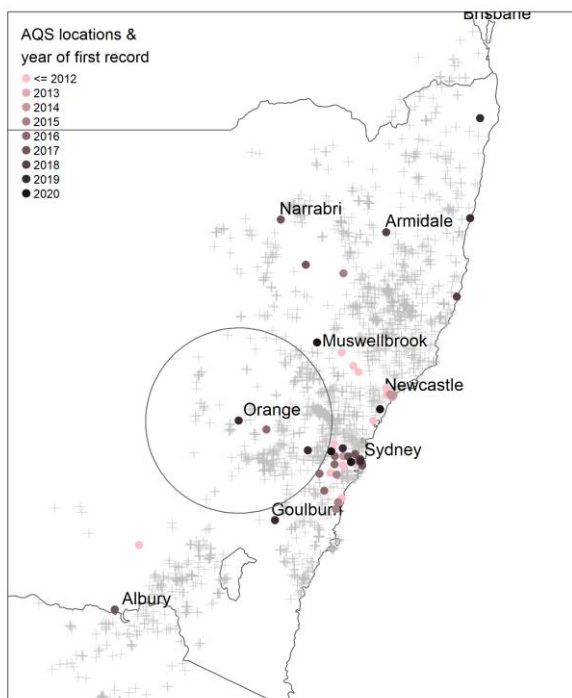 Brisbane
AQS locations &
year of first record
<= 2012
2013
2014
2015
2016
2017
2018
2019
2020
Narrabri
Armidale
Muswellbrook
Newcastle
Orange
Sydney
Goulburn
Albury